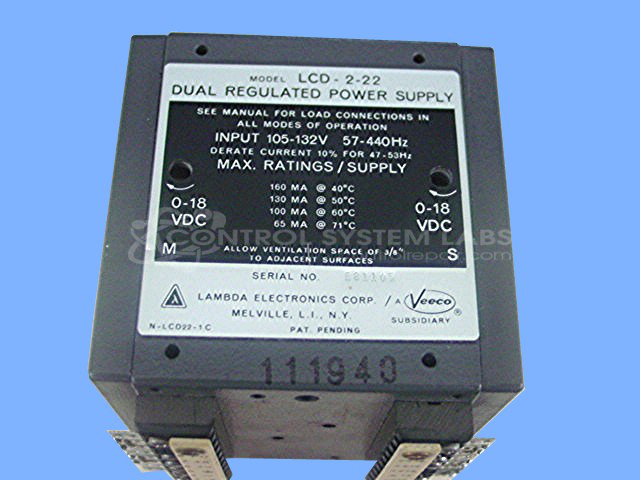 MODEL LCD-2-22
DUAL REGULATED POWER SUPPLY
SEE MANUAL FOR LOAD CONNECTIONS IN
ALL MODES OF OPERATION
INPUT 105-132V 57-440Hz
DERATE CURRENT 10% FOR 47-53Hz
MAX. RATINGS/SUPPLY
160 MA @ 40°C
130 MA @ 50°C
100 MA @ 60°C
65 MA @ 71°C
0-18
VDC
0-18
VDC
CONTROL SYSTEM LABS
M
S
ALLOW VENTILATION SPACE OF 3/8"
TO ADJACENT SURFACES
SERIAL NO.
LAMBDA ELECTRONICS CORP. / A Veeco ®
MELVILLE, L.I., N.Y. SUBSIDIARY
N-LCD22-1C PAT. PENDING
111940